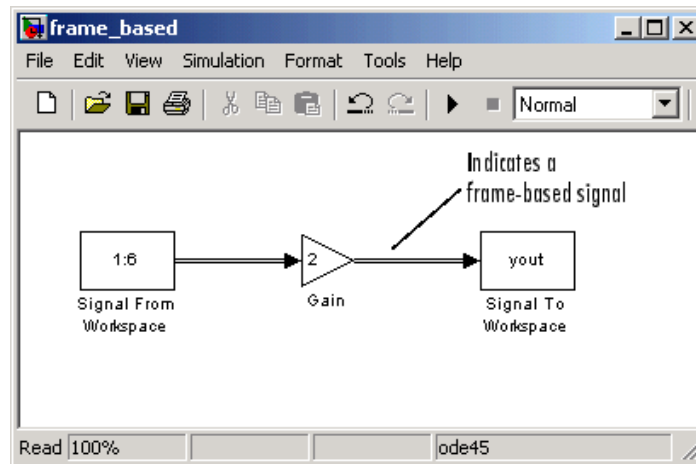 frame_based
File Edit View Simulation Format Tools Help
Normal
Indicates a
frame-based signal
1:6
2
yout
Signal From
Workspace
Gain
Signal To
Workspace
Read 100%
ode45